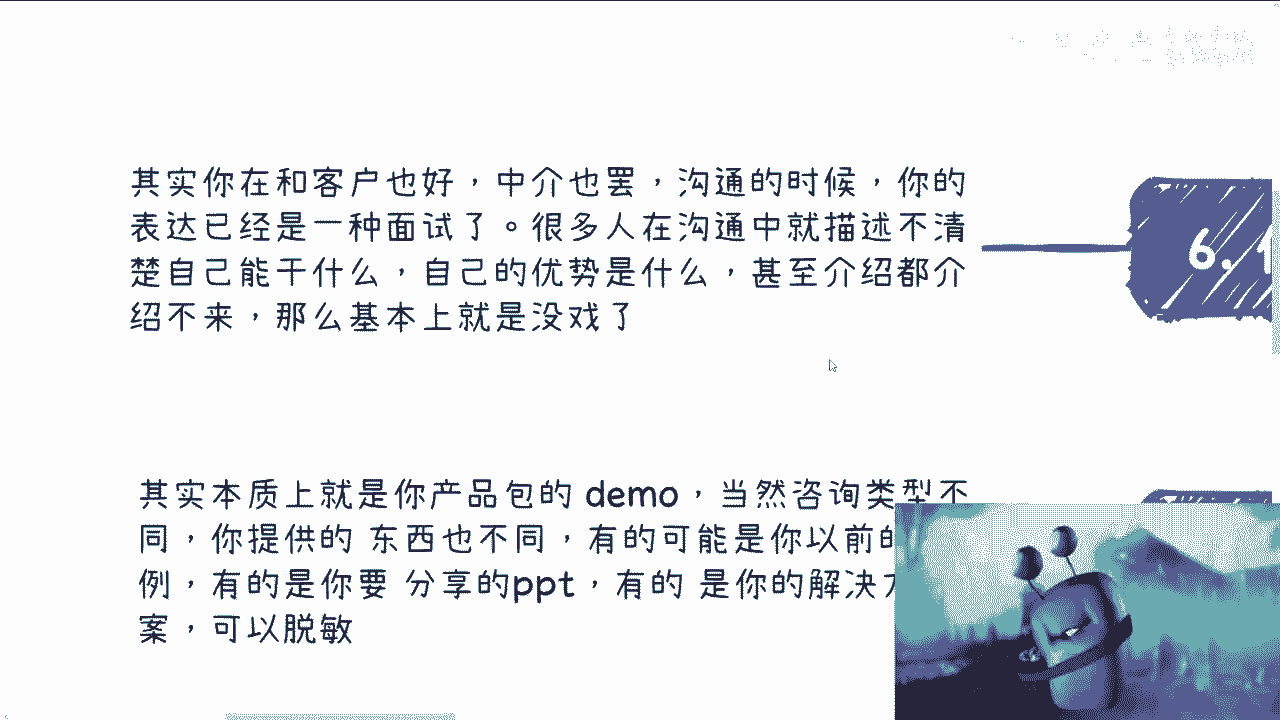 其实你在和客户也好，中介也罢，沟通的时候，你的
表达已经是一种面试了。很多人在沟通中就描述不清
楚自己能干什么，自己的优势是什么，甚至介绍都介
绍不来，那么基本上就是没戏了
6.
其实本质上就是你产品包的 demo，当然咨询类型不
同，你提供的 东西也不同，有的可能是你以前
例，有的是你要 分享的ppt，有的 是你的解决
案，可以脱敏